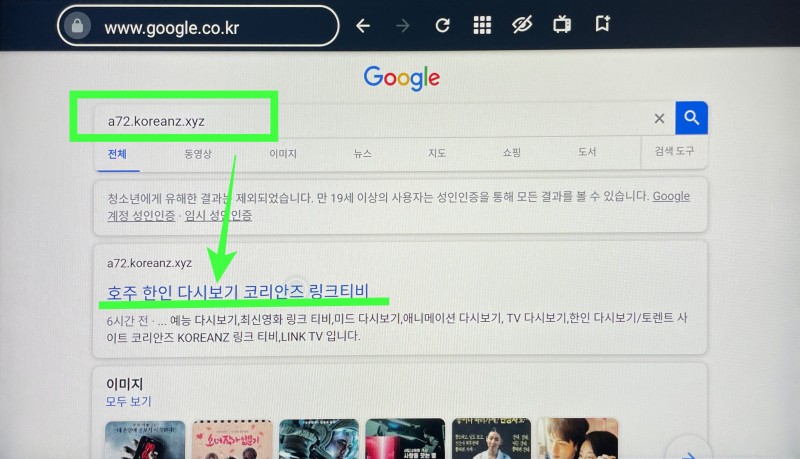 www.google.co.kr
Google
a72.koreanz.xyz
전체 동영상 이미지 뉴스 지도 쇼핑 도서 검색 도구
청소년에게 유해한 결과는 제외되었습니다. 만 19세 이상의 사용자는 성인인증을 통해 모든 결과를 볼 수 있습니다. Google
계정 성인인증 · 임시 성인인증
a72.koreanz.xyz
호주 한인 다시보기 코리안즈 링크티비
6시간 전 · ... 예능 다시보기,최신영화 링크 티비,미드 다시보기,애니메이션 다시보기, TV 다시보기,한인 다시보기/토렌트 사
이트 코리안즈 KOREANZ 링크 티비,LINK TV 입니다.
이미지
모두 보기
오늘의 웹툰